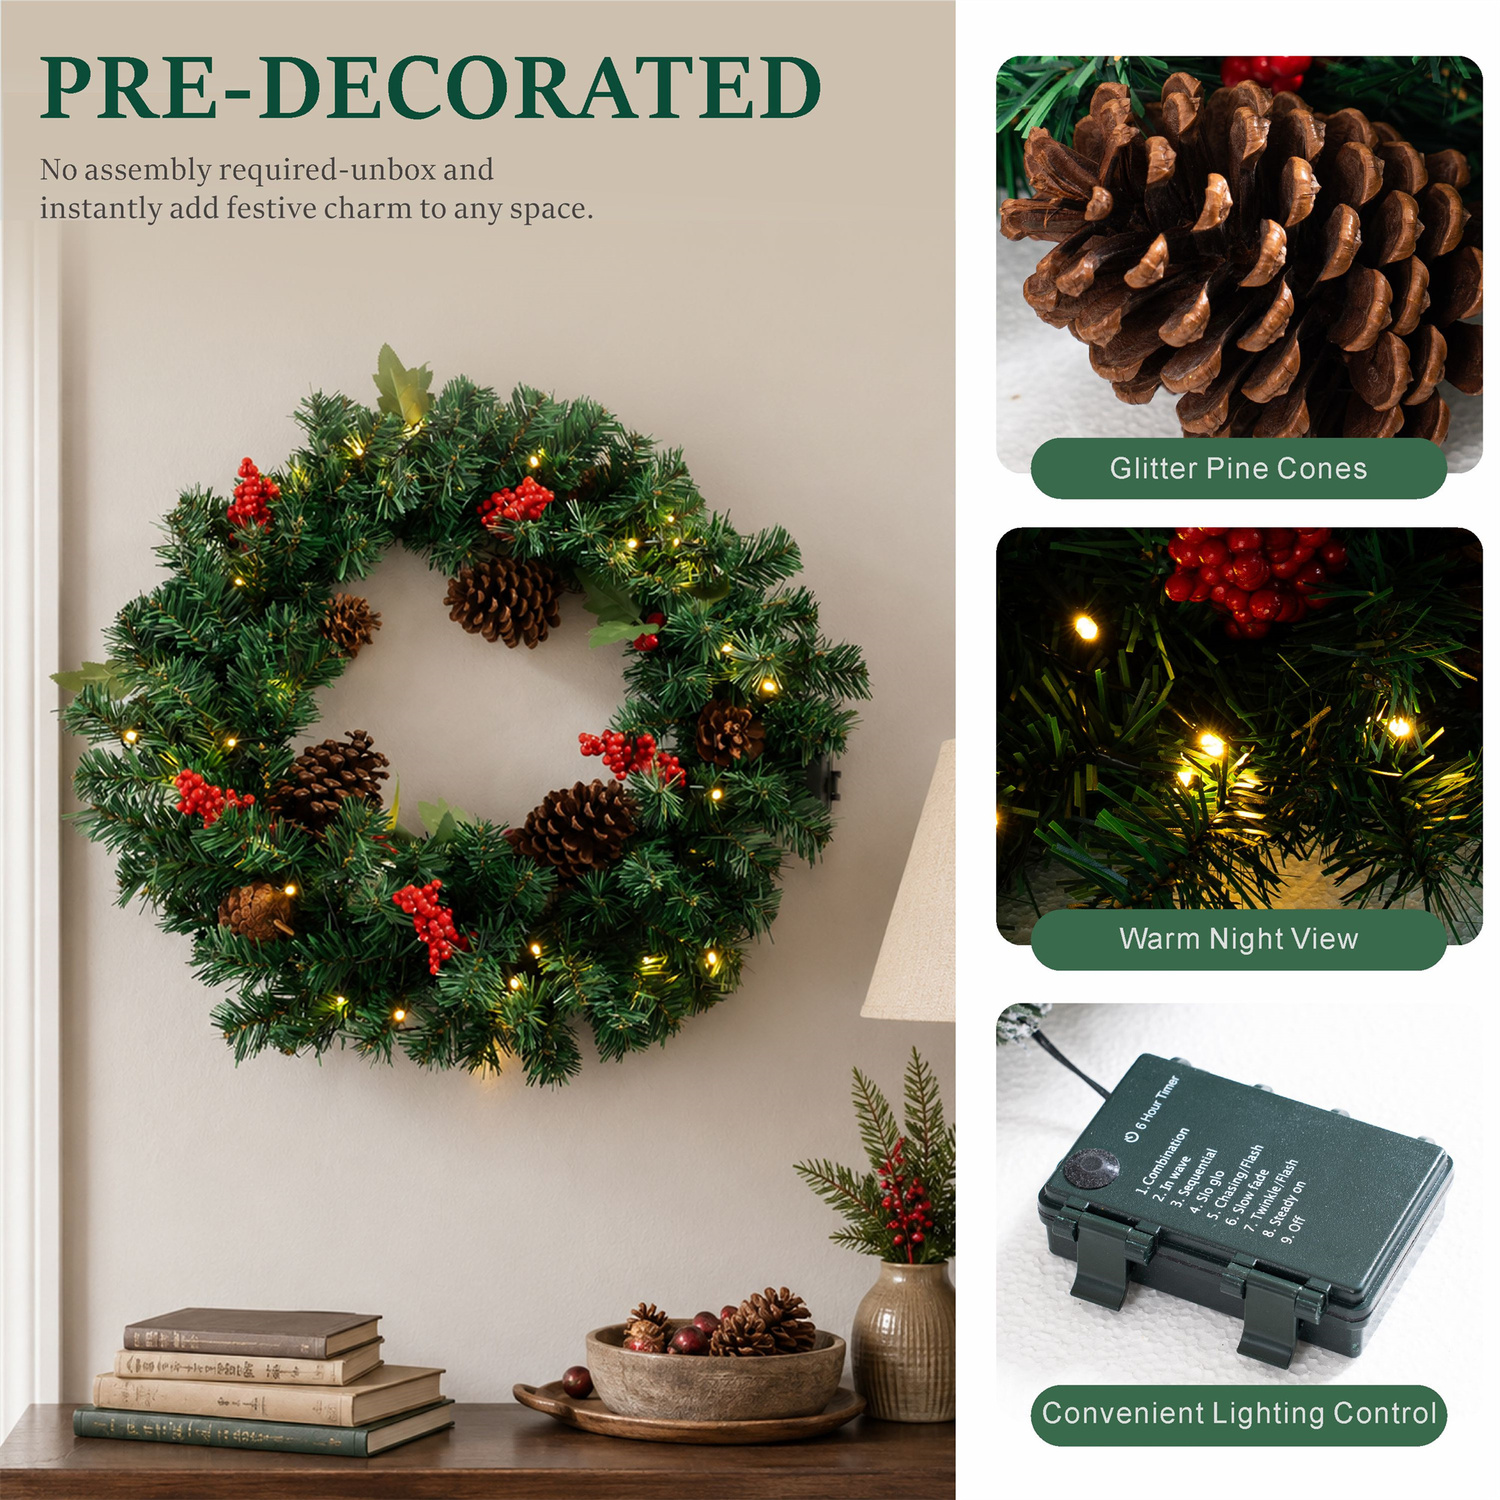 PRE-DECORATED
No assembly required-unbox and
instantly add festive charm to any space.
Glitter Pine Cones
Warm Night View
6 Hour Timer
1.Combination
2. In wave
3. Sequential
4. Slo glo
5. Chasing/Flash
6. Slow fade
7. Twinkle/Flash
8. Steady on
9. Off
Convenient Lighting Control